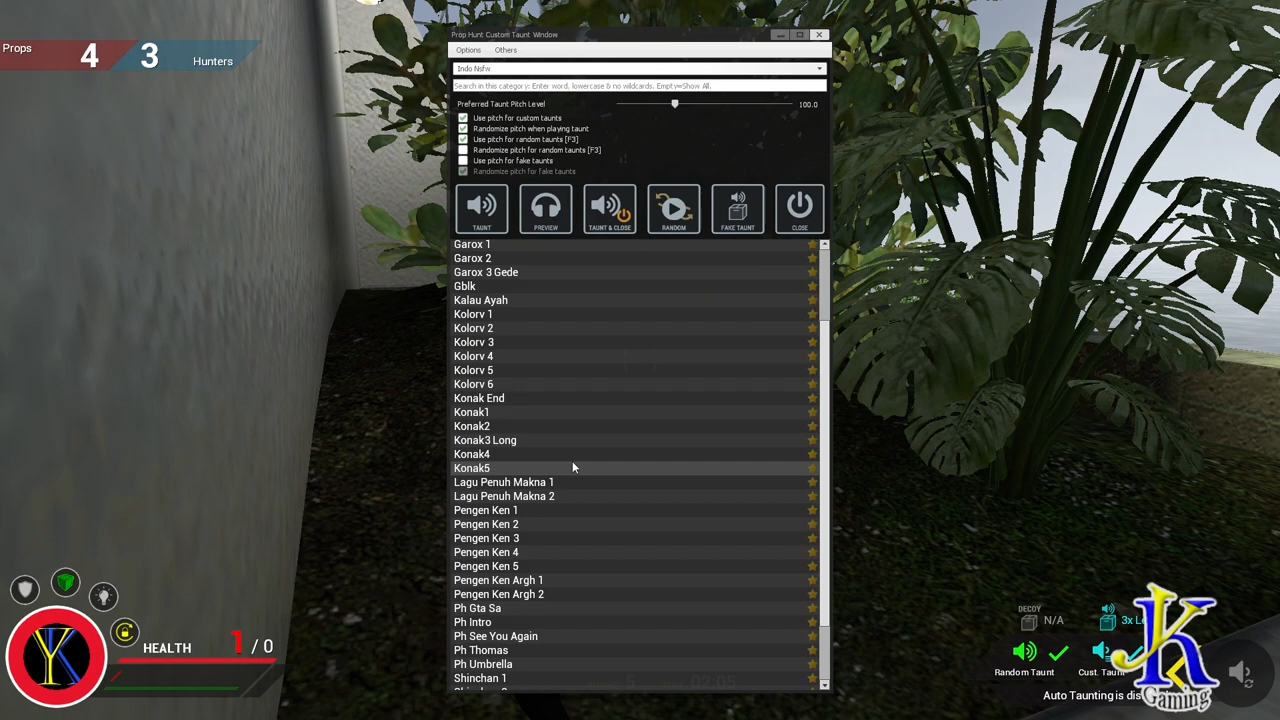 Props
4
3
Hunters
Prop Hunt Custom Taunt Window
Options Others
Indo Nsfw
Search in this category: Enter word, lowercase & no wildcards. Empty=Show All.
Preferred Taunt Pitch Level 100.0
Use pitch for custom taunts
Randomize pitch when playing taunt
Use pitch for random taunts [F3]
Randomize pitch for random taunts [F3]
Use pitch for fake taunts
Randomize pitch for fake taunts
TAUNT PREVIEW TAUNT & CLOSE RANDOM FAKE TAUNT CLOSE
Garox 1
Garox 2
Garox 3 Gede
Gblk
Kalau Ayah
Kolorv 1
Kolorv 2
Kolorv 3
Kolorv 4
Kolorv 5
Kolorv 6
Konak End
Konak1
Konak2
Konak3 Long
Konak4
Konak5
Lagu Penuh Makna 1
Lagu Penuh Makna 2
Pengen Ken 1
Pengen Ken 2
Pengen Ken 3
Pengen Ken 4
Pengen Ken 5
Pengen Ken Argh 1
Pengen Ken Argh 2
Ph Gta Sa
Ph Intro
Ph See You Again
Ph Thomas
Ph Umbrella
Shinchan 1
HEALTH 1 / 0
02:05
DECOY
N/A
3x
Random Taunt
Cust. Taunt
Auto Taunting is
Gaming